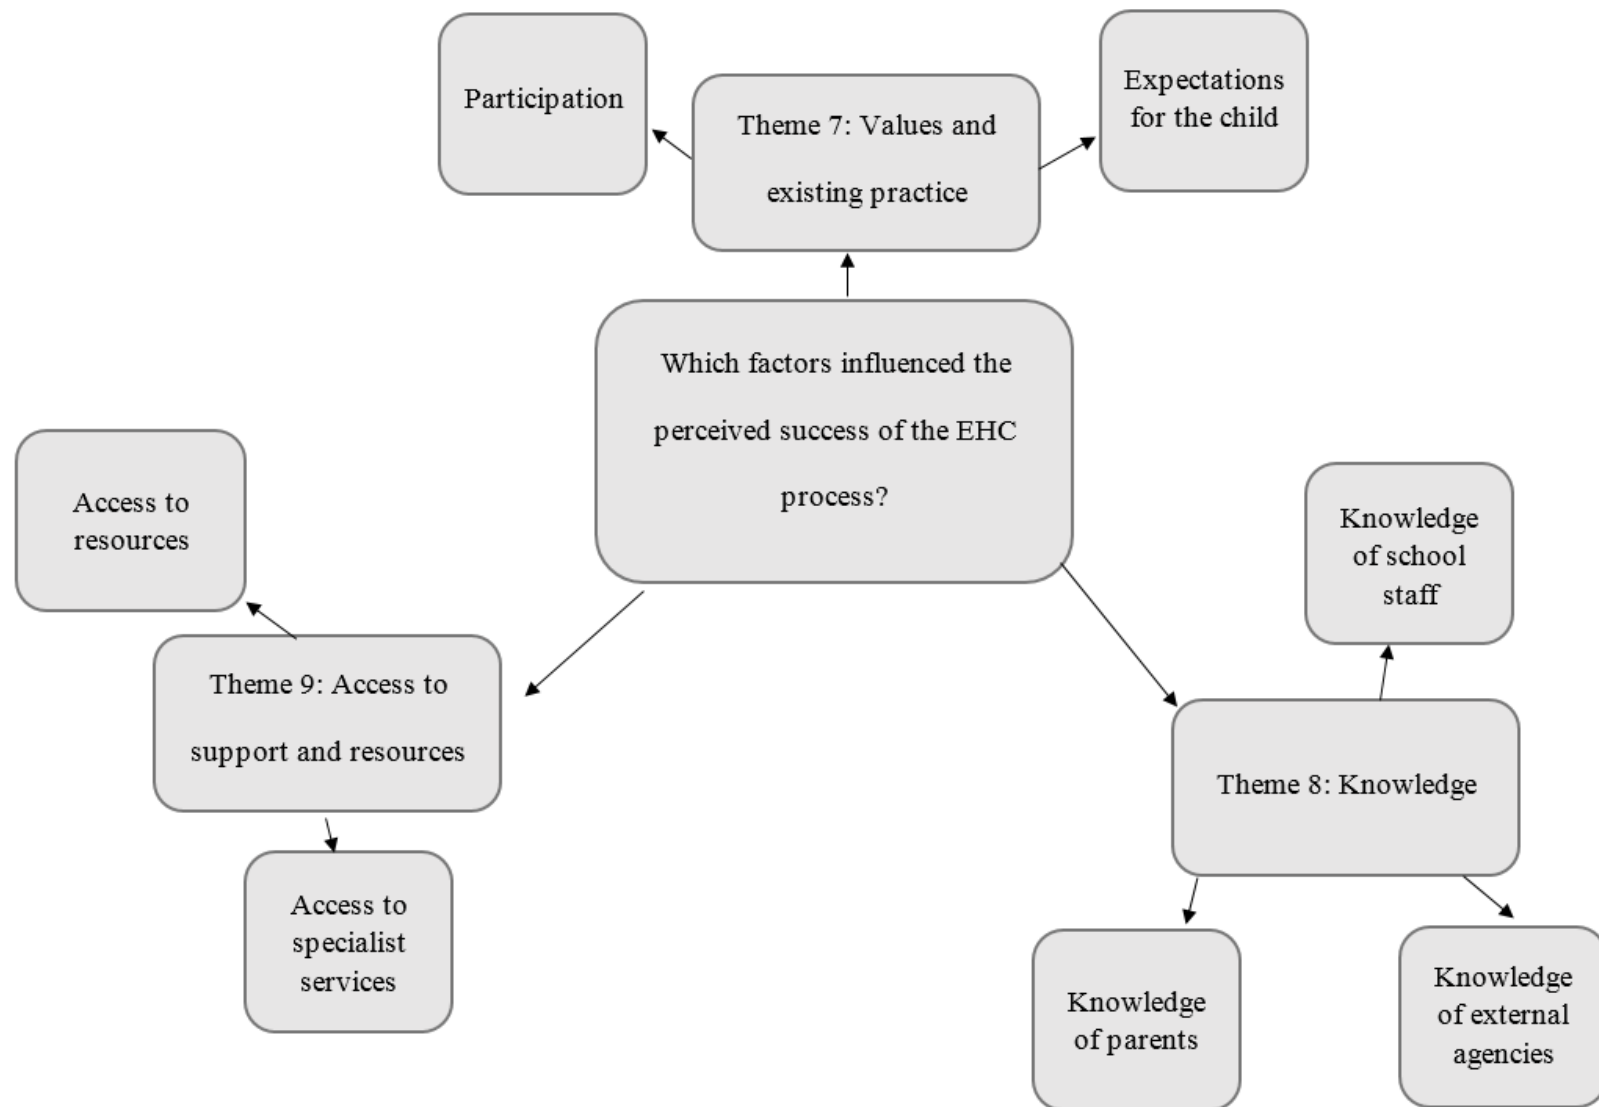 Participation
Theme 7: Values and
existing practice
Expectations
for the child
Which factors influenced the
perceived success of the EHC
process?
Access to
resources
Theme 9: Access to
support and resources
Access to
specialist
services
Knowledge
of school
staff
Theme 8: Knowledge
Knowledge
of parents
Knowledge
of external
agencies